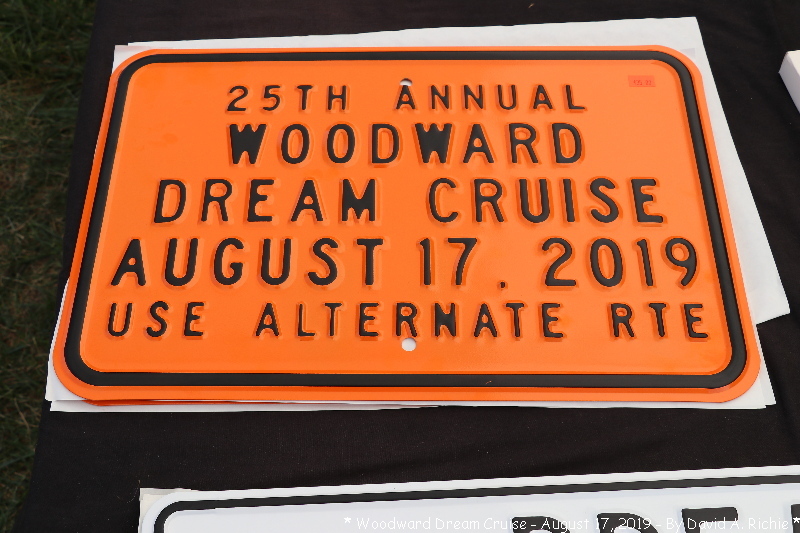 25TH ANNUAL
WOODWARD
DREAM CRUISE
AUGUST 17, 2019
USE ALTERNATE RTE
* Woodward Dream Cruise - August 17, 2019 - By David A. Richie *